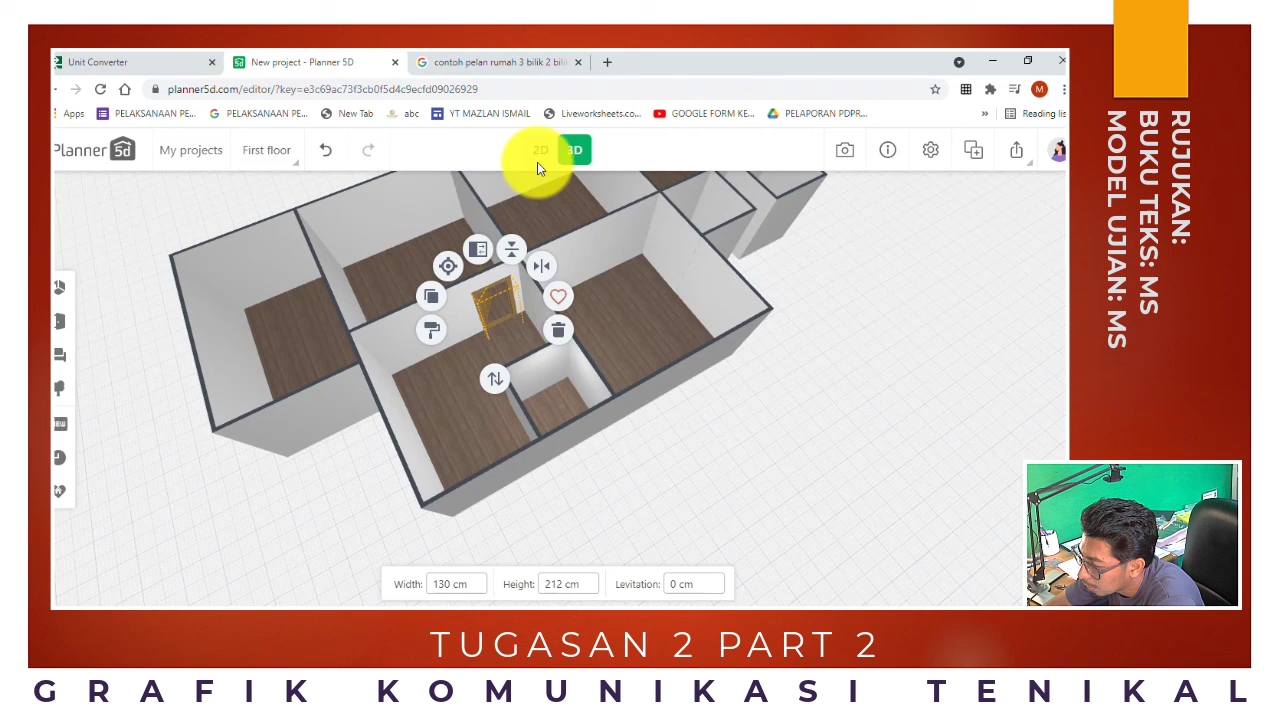 Unit Converter
New project - Planner 5D
contoh pelan rumah 3 bilik 2 bili
planner5d.com/editor/?key=e3c69ac73f3cb0f5d4c9ecfd09026929
M
Apps
PELAKSANAAN PE...
PELAKSANAAN PE...
New Tab
abc
YT MAZLAN ISMAIL
Liveworksheets.co...
GOOGLE FORM KE...
PELAPORAN PDPR...
»
Reading lis
Planner 5d
My projects
First floor
2D
3D
Width: 130 cm
Height: 212 cm
Levitation: 0 cm
RUJUKAN:
BUKU TEKS: MS
MODEL UJIAN: MS
TUGASAN 2 PART 2
GRAFIK KOMUNIKASI TENIKAL